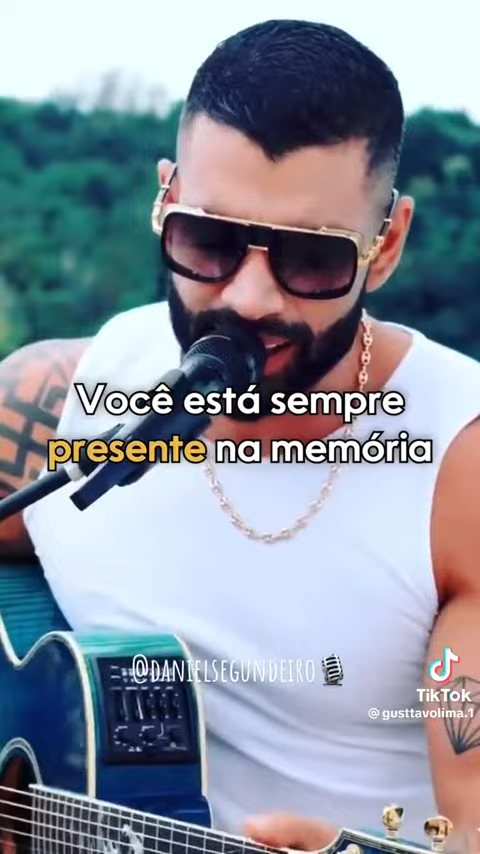 Você está sempre
presente na memória
@DANIELSEGUNDEIRO
TikTok
@gusttavolima.1